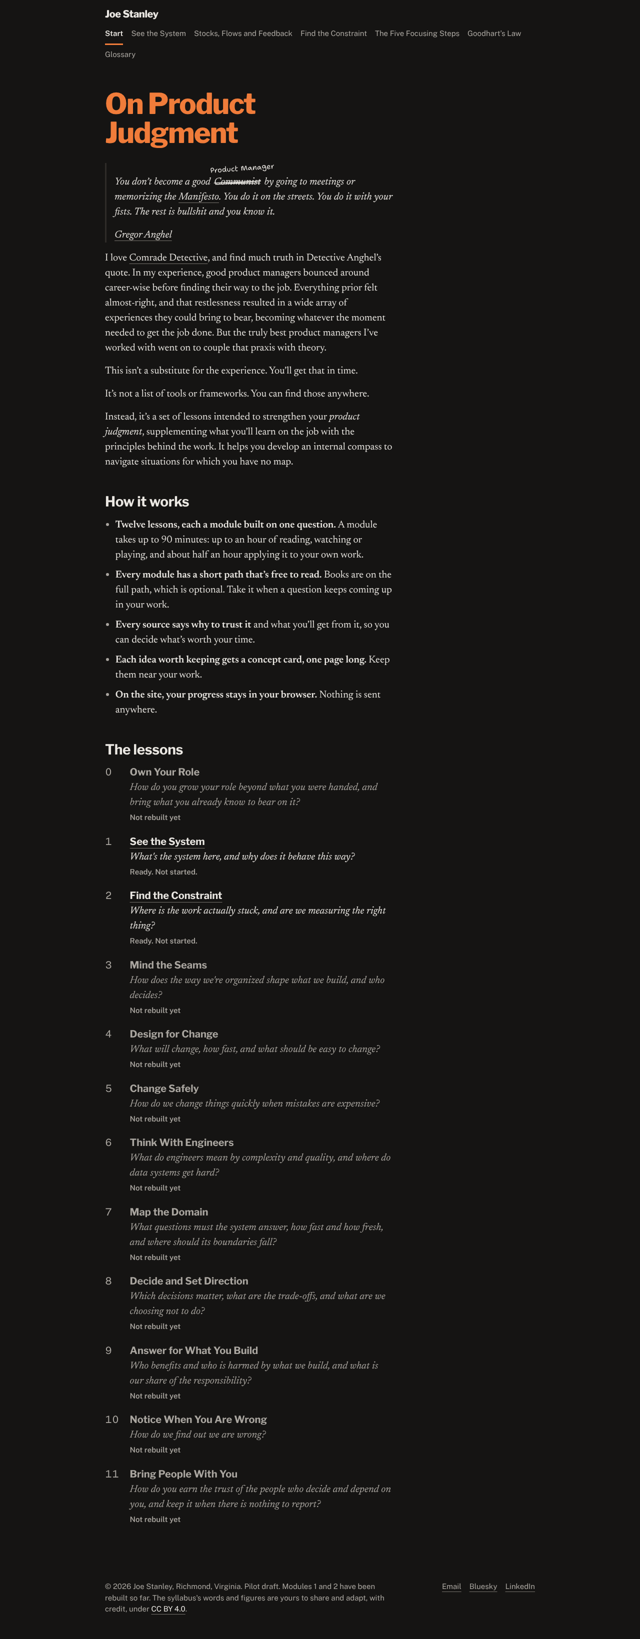 Joe Stanley
Start See the System Stocks, Flows and Feedback Find the Constraint The Five Focusing Steps Goodhart's Law
Glossary
On Product
Judgment
Product Manager
You don't become a good Communist by going to meetings or
memorizing the Manifesto. You do it on the streets. You do it with your
fists. The rest is bullshit and you know it.
Gregor Anghel
I love Comrade Detective, and find much truth in Detective Anghel's
quote. In my experience, good product managers bounced around
career-wise before finding their way to the job. Everything prior felt
almost-right, and that restlessness resulted in a wide array of
experiences they could bring to bear, becoming whatever the moment
needed to get the job done. But the truly best product managers I've
worked with went on to couple that praxis with theory.
This isn't a substitute for the experience. You'll get that in time.
It's not a list of tools or frameworks. You can find those anywhere.
Instead, it's a set of lessons intended to strengthen your product
judgment, supplementing what you'll learn on the job with the
principles behind the work. It helps you develop an internal compass to
navigate situations for which you have no map.
How it works
• Twelve lessons, each a module built on one question. A module
takes up to 90 minutes: up to an hour of reading, watching or
playing, and about half an hour applying it to your own work.
• Every module has a short path that's free to read. Books are on the
full path, which is optional. Take it when a question keeps coming up
in your work.
• Every source says why to trust it and what you'll get from it, so you
can decide what's worth your time.
• Each idea worth keeping gets a concept card, one page long. Keep
them near your work.
• On the site, your progress stays in your browser. Nothing is sent
anywhere.
The lessons
0 Own Your Role
How do you grow your role beyond what you were handed, and
bring what you already know to bear on it?
Not rebuilt yet
1 See the System
What's the system here, and why does it behave this way?
Ready. Not started.
2 Find the Constraint
Where is the work actually stuck, and are we measuring the right
thing?
Ready. Not started.
3 Mind the Seams
How does the way we're organized shape what we build, and who
decides?
Not rebuilt yet
4 Design for Change
What will change, how fast, and what should be easy to change?
Not rebuilt yet
5 Change Safely
How do we change things quickly when mistakes are expensive?
Not rebuilt yet
6 Think With Engineers
What do engineers mean by complexity and quality, and where do
data systems get hard?
Not rebuilt yet
7 Map the Domain
What questions must the system answer, how fast and how fresh,
and where should its boundaries fall?
Not rebuilt yet
8 Decide and Set Direction
Which decisions matter, what are the trade-offs, and what are we
choosing not to do?
Not rebuilt yet
9 Answer for What You Build
Who benefits and who is harmed by what we build, and what is
our share of the responsibility?
Not rebuilt yet
10 Notice When You Are Wrong
How do we find out we are wrong?
Not rebuilt yet
11 Bring People With You
How do you earn the trust of the people who decide and depend on
you, and keep it when there is nothing to report?
Not rebuilt yet
© 2026 Joe Stanley, Richmond, Virginia. Pilot draft. Modules 1 and 2 have been
rebuilt so far. The syllabus's words and figures are yours to share and adapt, with
credit, under CC BY 4.0.
Email Bluesky LinkedIn